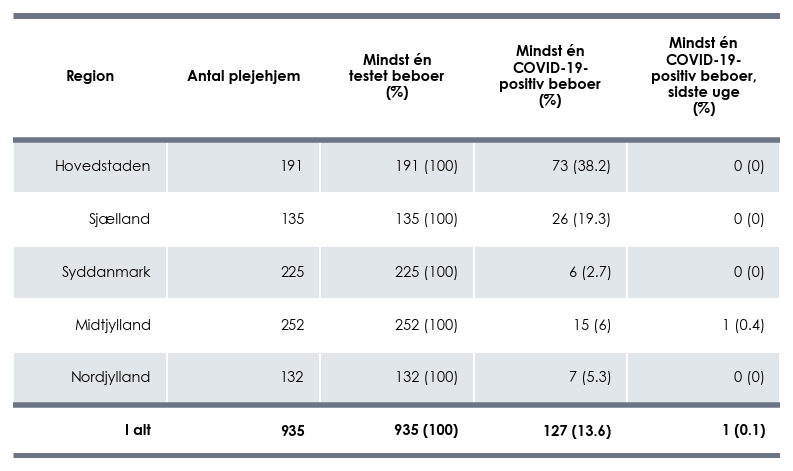 Region Antal plejehjem Mindst én testet beboer (%) Mindst én COVID-19-positiv beboer (%) Mindst én COVID-19-positiv beboer, sidste uge (%)
Hovedstaden 191 191 (100) 73 (38.2) 0 (0)
Sjælland 135 135 (100) 26 (19.3) 0 (0)
Syddanmark 225 225 (100) 6 (2.7) 0 (0)
Midtjylland 252 252 (100) 15 (6) 1 (0.4)
Nordjylland 132 132 (100) 7 (5.3) 0 (0)
I alt 935 935 (100) 127 (13.6) 1 (0.1)